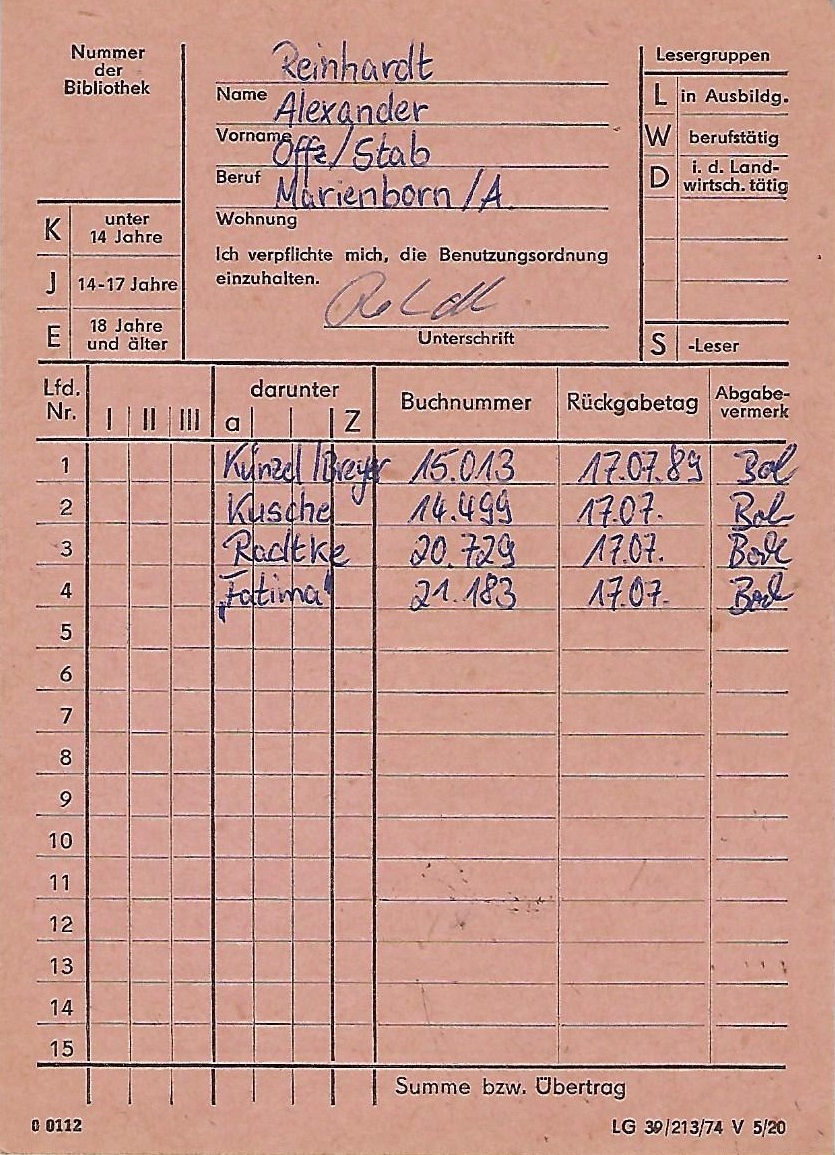 Nummer
der
Bibliothek
Reinhardt
Name
Alexander
Vorname
Offz/Stab
Beruf
Marienborn/A.
Wohnung
Ich verpflichte mich, die Benutzungsordnung
einzuhalten.
Unterschrift
Lesergruppen
L in Ausbildg.
W berufstätig
D i. d. Land-
wirtsch. tätig
S -Leser
K unter
14 Jahre
J 14-17 Jahre
E 18 Jahre
und älter
Lfd.
Nr. I II III darunter
a Z Buchnummer Rückgabetag Abgabe-
vermerk
1 Künzel/Breyer 15.013 17.07.89
2 Kusche 14.499 17.07.
3 Radtke 20.729 17.07.
4 „Fatima" 21.183 17.07.
5
6
7
8
9
10
11
12
13
14
15
Summe bzw. Übertrag
0 0112 LG 39/213/74 V 5/20